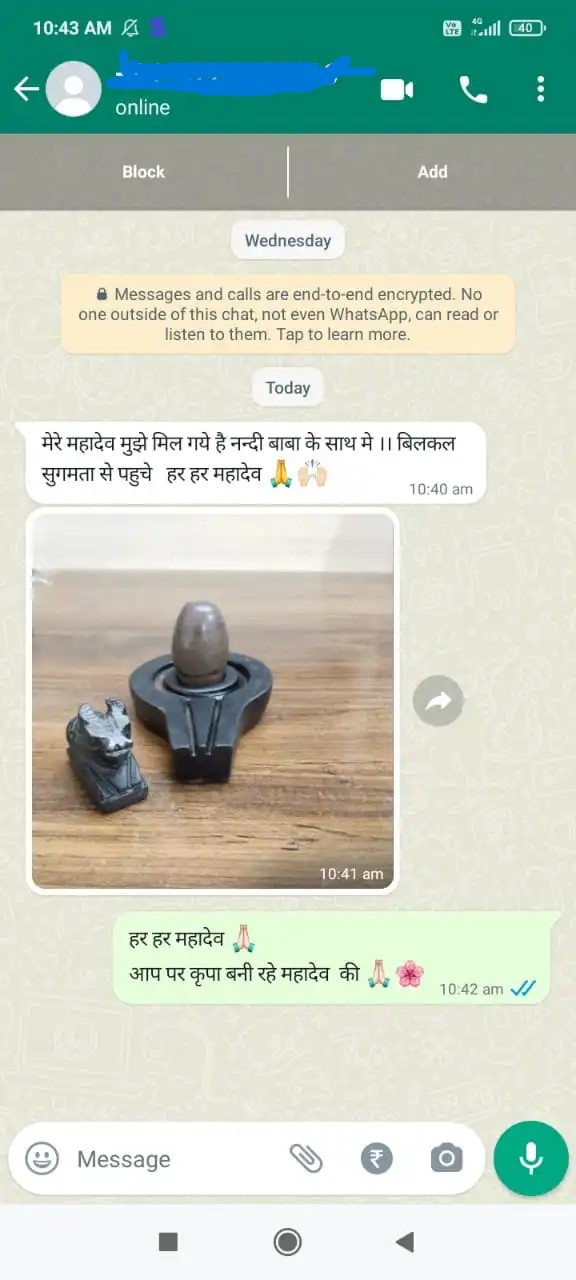 10:43 AM
4G
Vo LTE
40
online
Block
Add
Wednesday
Messages and calls are end-to-end encrypted. No
one outside of this chat, not even WhatsApp, can read or
listen to them. Tap to learn more.
Today
मेरे महादेव मुझे मिल गये है नन्दी बाबा के साथ मे ।। बिलकल
सुगमता से पहुचे हर हर महादेव 🙏 🙌🏻
10:40 am
10:41 am
हर हर महादेव 🙏🏻
आप पर कृपा बनी रहे महादेव की 🙏🏻 🌸
10:42 am
Message
₹